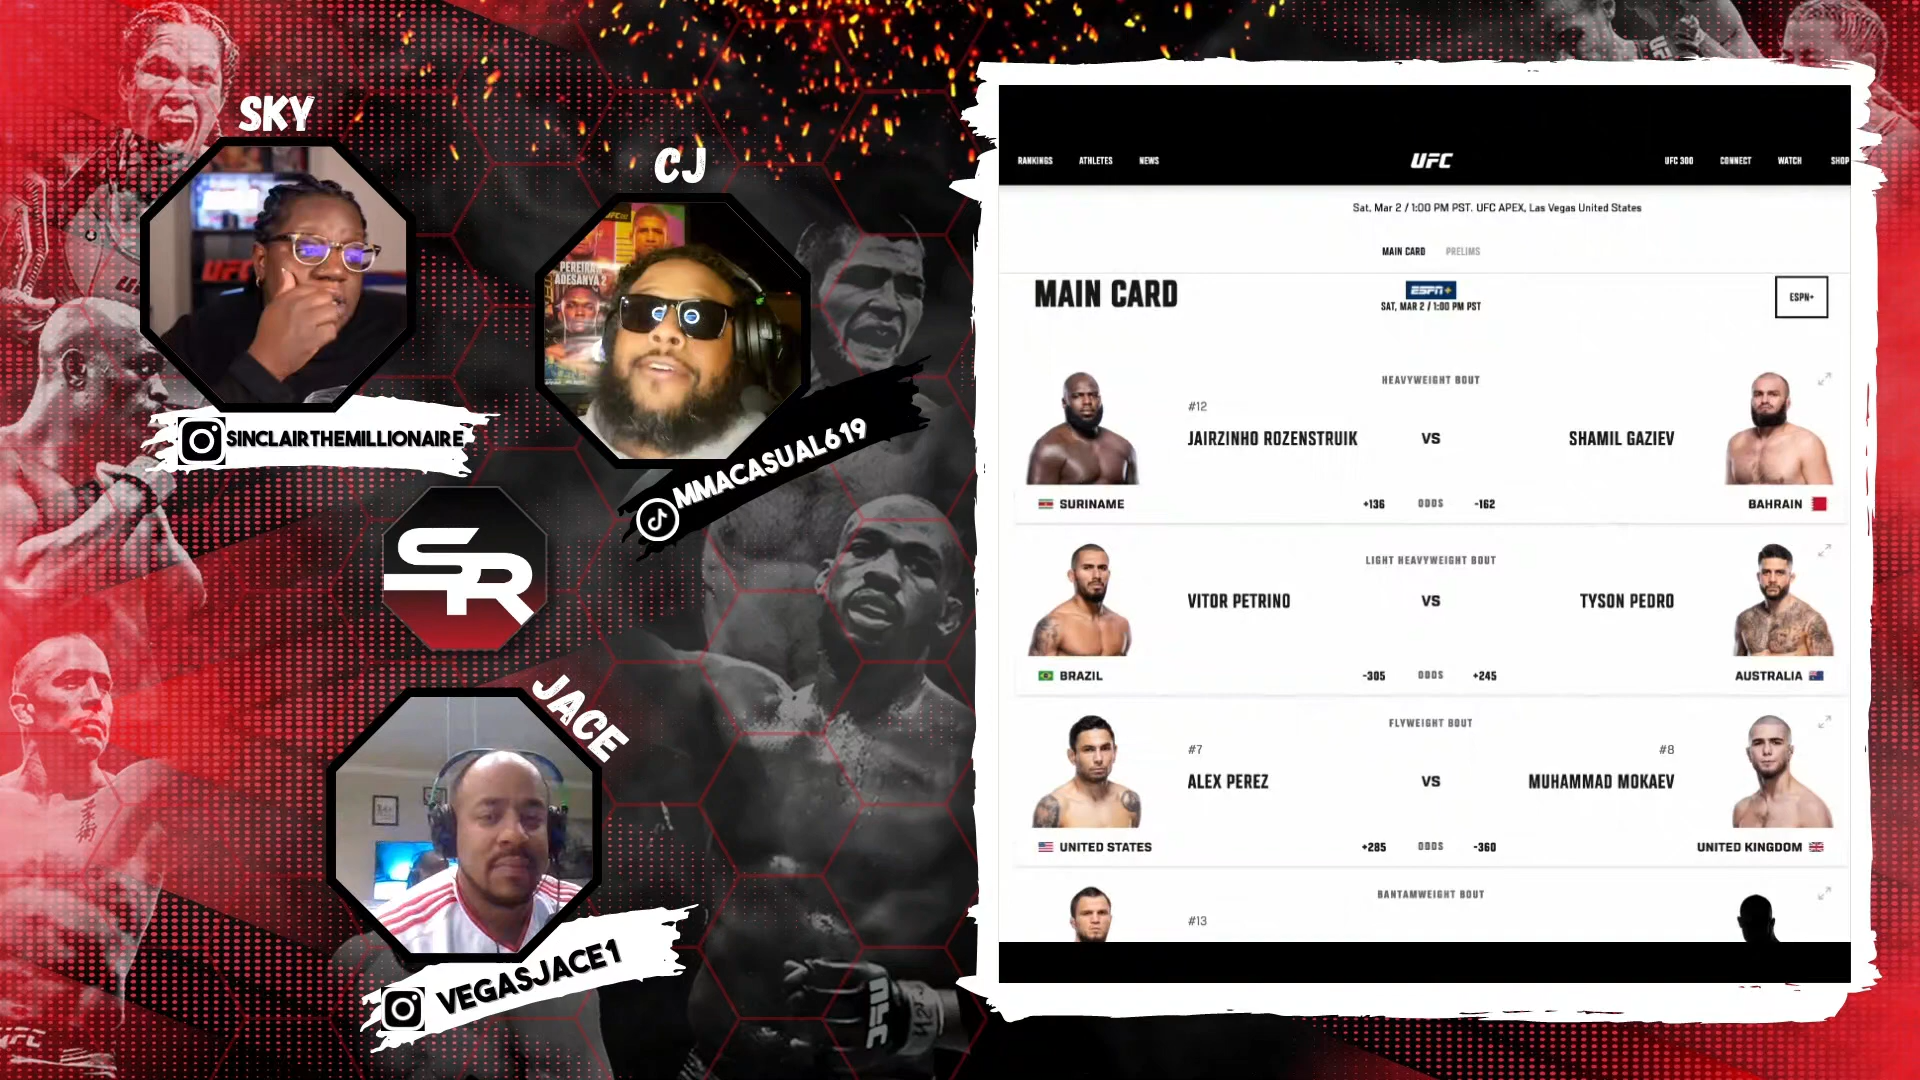 SKY
SINCLAIRTHEMILLIONAIRE
CJ
UFC
PEREIRA
ADESANYA 2
MMACASUAL619
SR
JACE
VEGASJACE1
RANKINGS ATHLETES NEWS UFC UFC 300 CONNECT WATCH SHOP
Sat, Mar 2 / 1:00 PM PST. UFC APEX, Las Vegas United States
MAIN CARD PRELIMS
MAIN CARD
ESPN+
SAT, MAR 2 / 1:00 PM PST
ESPN+
HEAVYWEIGHT BOUT
#12
JAIRZINHO ROZENSTRUIK VS SHAMIL GAZIEV
SURINAME +136 ODDS -162 BAHRAIN
LIGHT HEAVYWEIGHT BOUT
VITOR PETRINO VS TYSON PEDRO
BRAZIL -305 ODDS +245 AUSTRALIA
FLYWEIGHT BOUT
#7 #8
ALEX PEREZ VS MUHAMMAD MOKAEV
UNITED STATES +285 ODDS -360 UNITED KINGDOM
BANTAMWEIGHT BOUT
#13